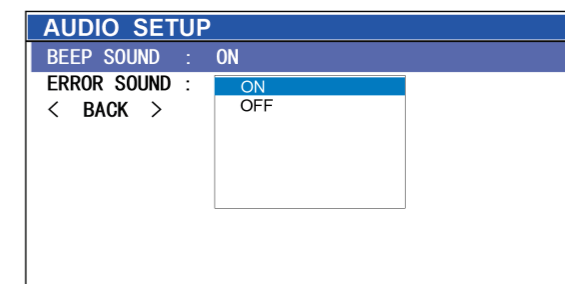 AUDIO SETUP
BEEP SOUND : ON
ERROR SOUND :
ON
< BACK >
OFF